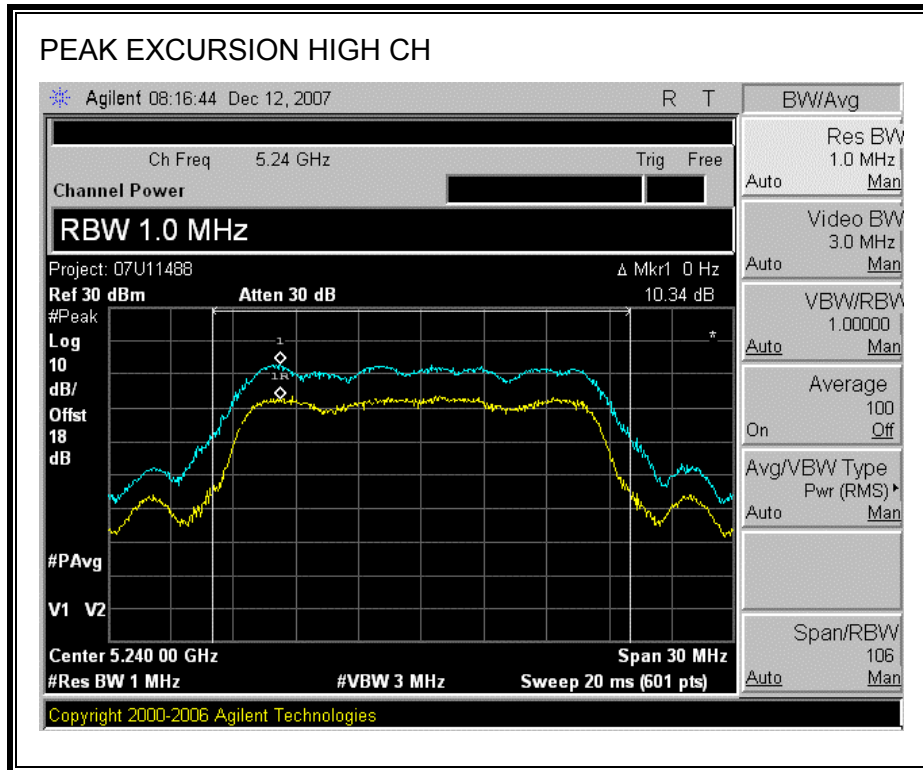 PEAK EXCURSION HIGH CH
Agilent 08:16:44 Dec 12, 2007 R T
BW/Avg
Ch Freq 5.24 GHz Trig Free
Channel Power
RBW 1.0 MHz
Project: 07U11488 Δ Mkr1 0 Hz
Ref 30 dBm Atten 30 dB 10.34 dB
#Peak
Log
10
dB/
Offst
18
dB
1
1R
*
#PAvg
V1 V2
Center 5.240 00 GHz Span 30 MHz
#Res BW 1 MHz #VBW 3 MHz Sweep 20 ms (601 pts)
Copyright 2000-2006 Agilent Technologies
Res BW
1.0 MHz
Auto Man
Video BW
3.0 MHz
Auto Man
VBW/RBW
1.00000
Auto Man
Average
100
On Off
Avg/VBW Type
Pwr (RMS)
Auto Man
Span/RBW
106
Auto Man